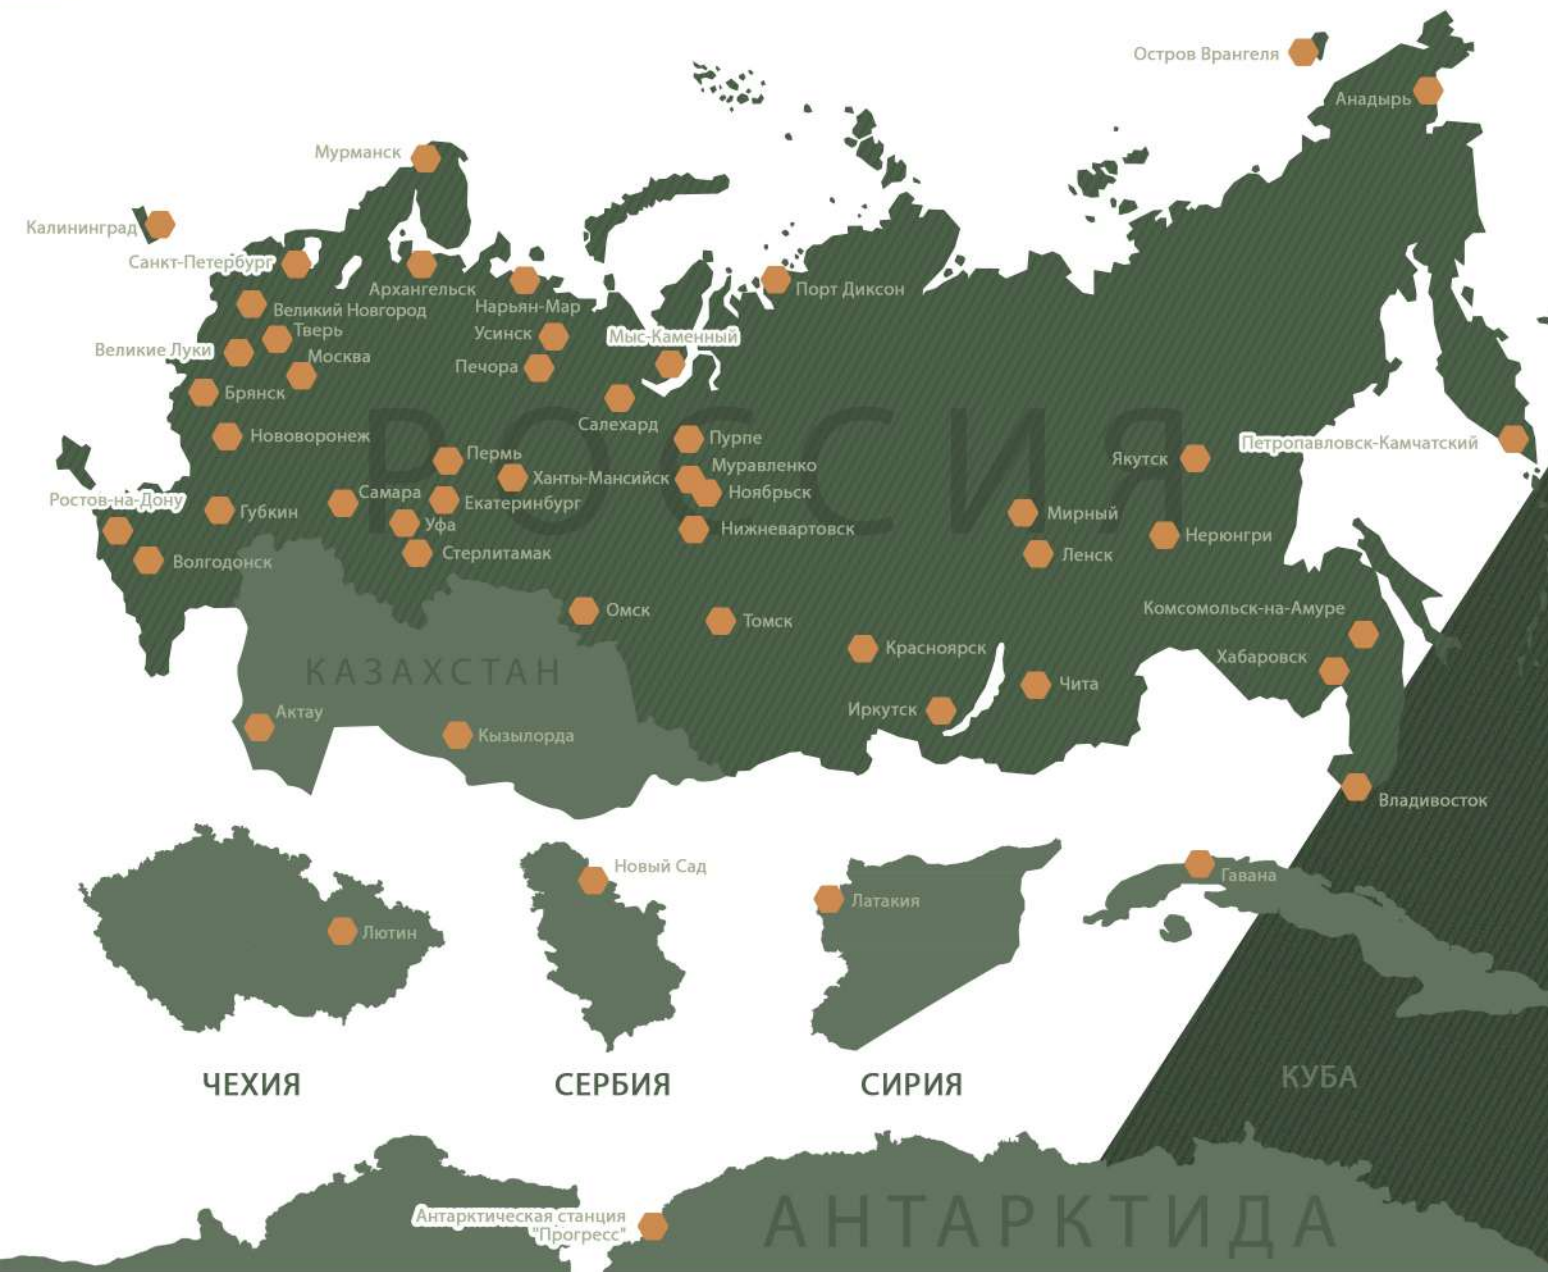 Остров Врангеля
Анадырь
Мурманск
Калининград
Санкт-Петербург
Архангельск
Порт Диксон
Нарьян-Мар
Великий Новгород
Тверь
Усинск
Мыс-Каменный
Великие Луки
Москва
Печора
Брянск
Салехард
РОССИЯ
Нововоронеж
Пурпе
Петропавловск-Камчатский
Пермь
Якутск
Муравленко
Ханты-Мансийск
Самара
Ноябрьск
Ростов-на-Дону
Екатеринбург
Губкин
Мирный
Уфа
Нижневартовск
Нерюнгри
Стерлитамак
Ленск
Волгодонск
Омск
Комсомольск-на-Амуре
Томск
Красноярск
Хабаровск
КАЗАХСТАН
Чита
Иркутск
Актау
Кызылорда
Владивосток
Новый Сад
Гавана
Латакия
Лютин
КУБА
ЧЕХИЯ
СЕРБИЯ
СИРИЯ
Антарктическая станция
"Прогресс"
АНТАРКТИДА